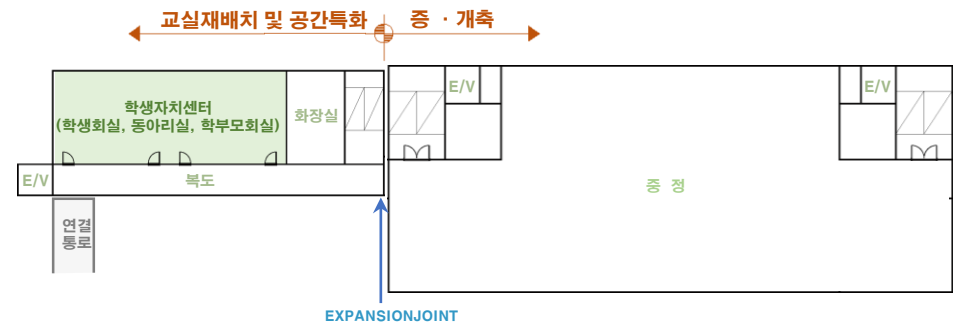 교실재배치 및 공간특화
증 · 개축
E/V
E/V
학생자치센터
(학생회실, 동아리실, 학부모회실)
화장실
E/V
복도
중 정
연결
통로
EXPANSIONJOINT